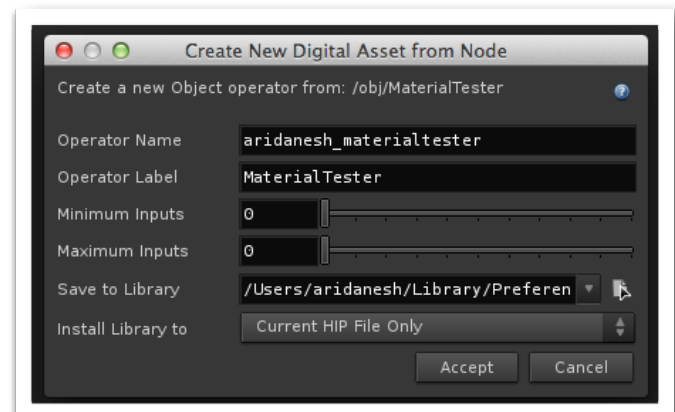 Create New Digital Asset from Node
Create a new Object operator from: /obj/MaterialTester
Operator Name aridanesh_materialtester
Operator Label MaterialTester
Minimum Inputs 0
Maximum Inputs 0
Save to Library /Users/aridanesh/Library/Preferen
Install Library to Current HIP File Only
Accept Cancel